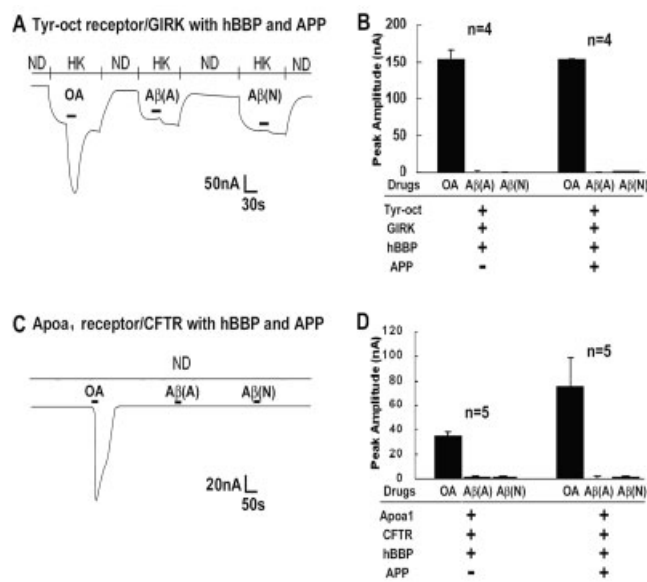 A Tyr-oct receptor/GIRK with hBBP and APP
ND HK ND HK ND HK ND
OA Aβ(A) Aβ(N)
50nA
30s
B
Peak Amplitude (nA)
200
150
100
50
0
n=4 n=4
Drugs OA Aβ(A) Aβ(N) OA Aβ(A) Aβ(N)
Tyr-oct + +
GIRK + +
hBBP + +
APP - +
C Apoa₁ receptor/CFTR with hBBP and APP
ND
OA Aβ(A) Aβ(N)
20nA
50s
D
Peak Amplitude (nA)
120
100
80
60
40
20
0
n=5 n=5
Drugs OA Aβ(A) Aβ(N) OA Aβ(A) Aβ(N)
Apoa1 + +
CFTR + +
hBBP + +
APP - +